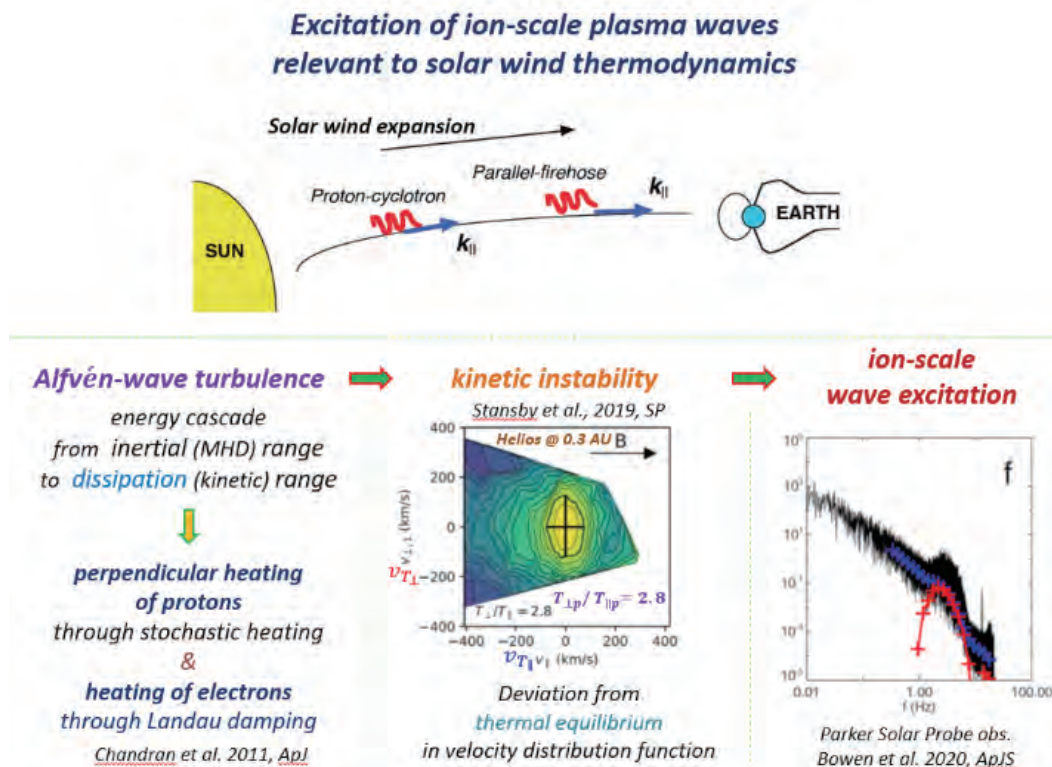 Excitation of ion-scale plasma waves
relevant to solar wind thermodynamics
Solar wind expansion
Parallel-firehose
k||
Proton-cyclotron
k||
SUN
EARTH
Alfvén-wave turbulence
energy cascade
from inertial (MHD) range
to dissipation (kinetic) range
perpendicular heating
of protons
through stochastic heating
&
heating of electrons
through Landau damping
Chandran et al. 2011, ApJ
kinetic instability
Stansby et al., 2019, SP
Helios @ 0.3 AU
B
400
200
0
−200
−400
v⊥,1 (km/s)
vT⊥
T⊥p/T||p = 2.8
T⊥/T|| = 2.8
−400 −200 0 200 400
vT|| v|| (km/s)
Deviation from
thermal equilibrium
in velocity distribution function
ion-scale
wave excitation
f
0.01 1.00 100.00
f (Hz)
Parker Solar Probe obs.
Bowen et al. 2020, ApJS